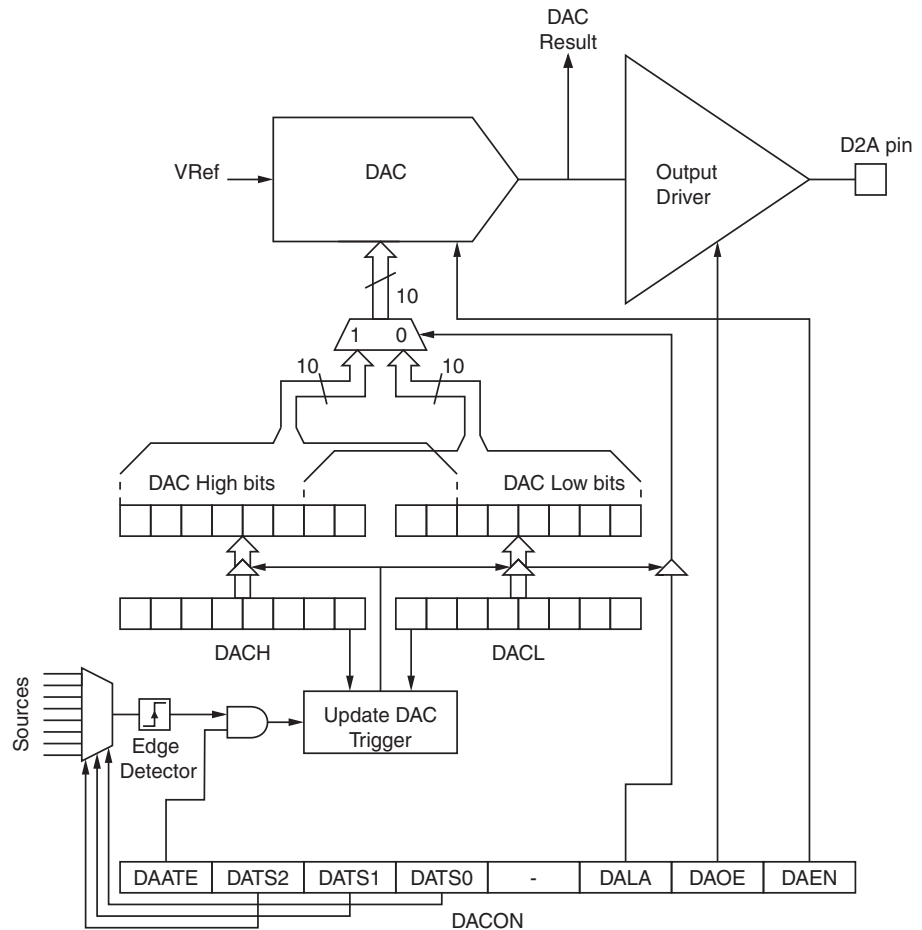 DAC
Result
D2A pin
VRef
DAC
Output
Driver
10
1 0
10
10
DAC High bits
DAC Low bits
DACH
DACL
Sources
Edge
Detector
Update DAC
Trigger
DAATE DATS2 DATS1 DATS0 - DALA DAOE DAEN
DACON